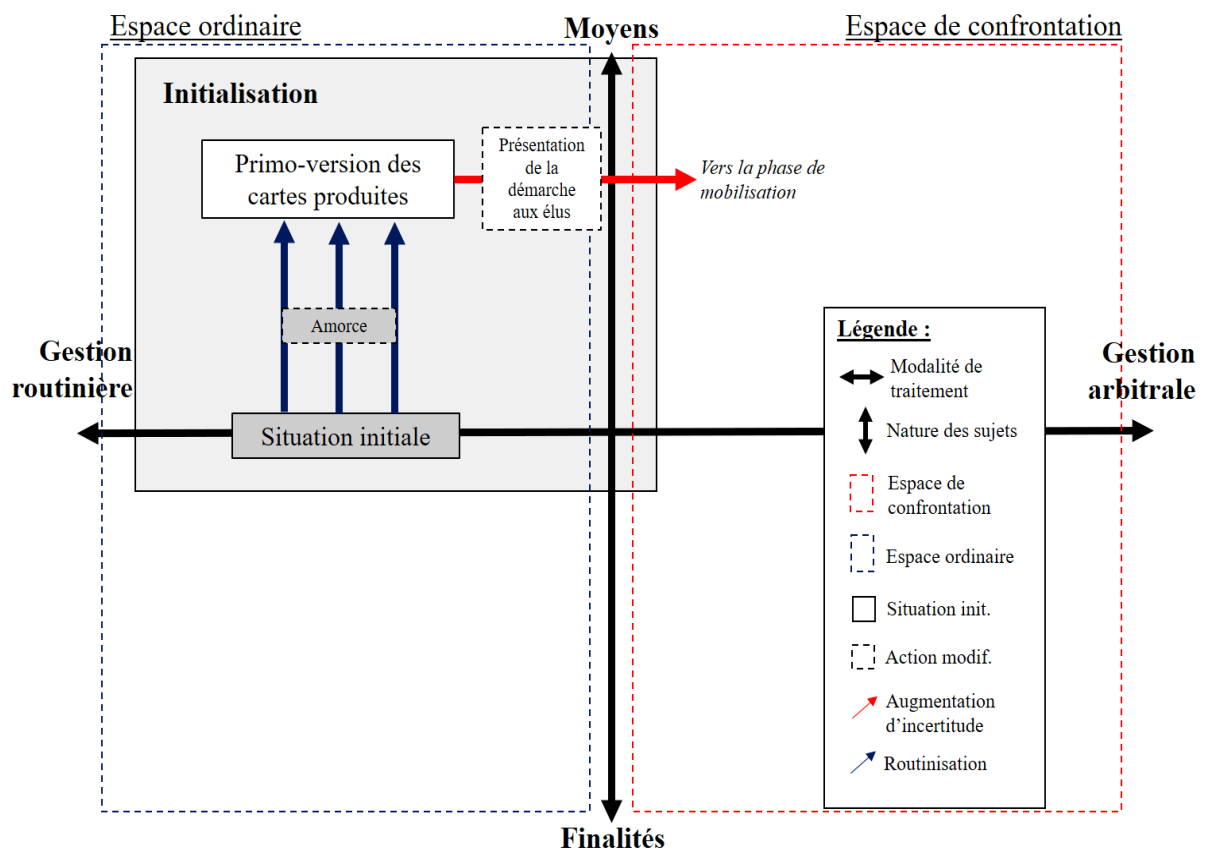 Espace ordinaire
Moyens
Espace de confrontation
Initialisation
Primo-version des
cartes produites
Présentation
de la
démarche
aux élus
Vers la phase de
mobilisation
Amorce
Gestion
routinière
Situation initiale
Légende :
Modalité de
traitement
Nature des sujets
Espace de
confrontation
Espace ordinaire
Situation init.
Action modif.
Augmentation
d’incertitude
Routinisation
Gestion
arbitrale
Finalités